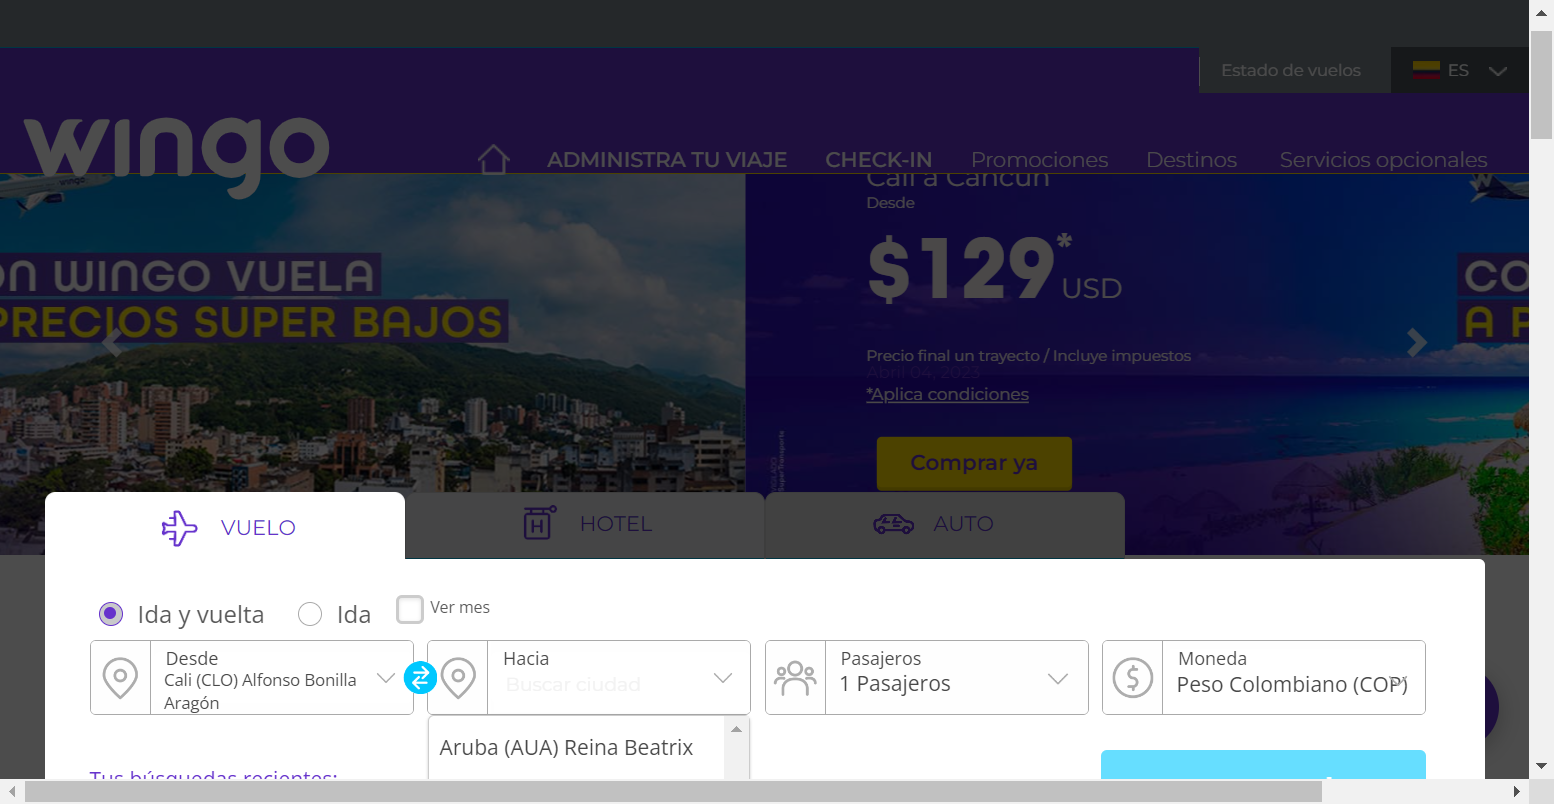 Estado de vuelos
ES
wingo
ADMINISTRA TU VIAJE
CHECK-IN
Promociones
Destinos
Servicios opcionales
Cali a Cancún
Desde
$129*
USD
ON WINGO VUELA
PRECIOS SUPER BAJOS
CO
A P
Precio final un trayecto / Incluye impuestos
Abril 04, 2023
*Aplica condiciones
Comprar ya
VUELO
HOTEL
AUTO
Ida y vuelta
Ida
Ver mes
Desde
Cali (CLO) Alfonso Bonilla
Aragón
Hacia
Buscar ciudad
Pasajeros
1 Pasajeros
Moneda
Peso Colombiano (COP)
Aruba (AUA) Reina Beatrix
Tus búsquedas recientes: